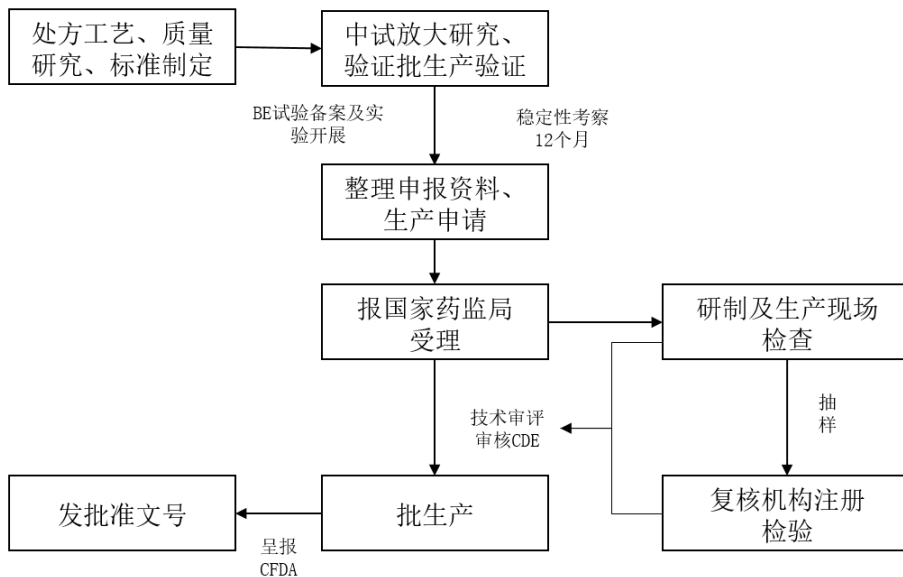 处方工艺、质量
研究、标准制定
中试放大研究、
验证批生产验证
BE试验备案及实
验开展
稳定性考察
12个月
整理申报资料、
生产申请
报国家药监局
受理
研制及生产现场
检查
技术审评
审核CDE
抽
样
发批准文号
批生产
复核机构注册
检验
呈报
CFDA